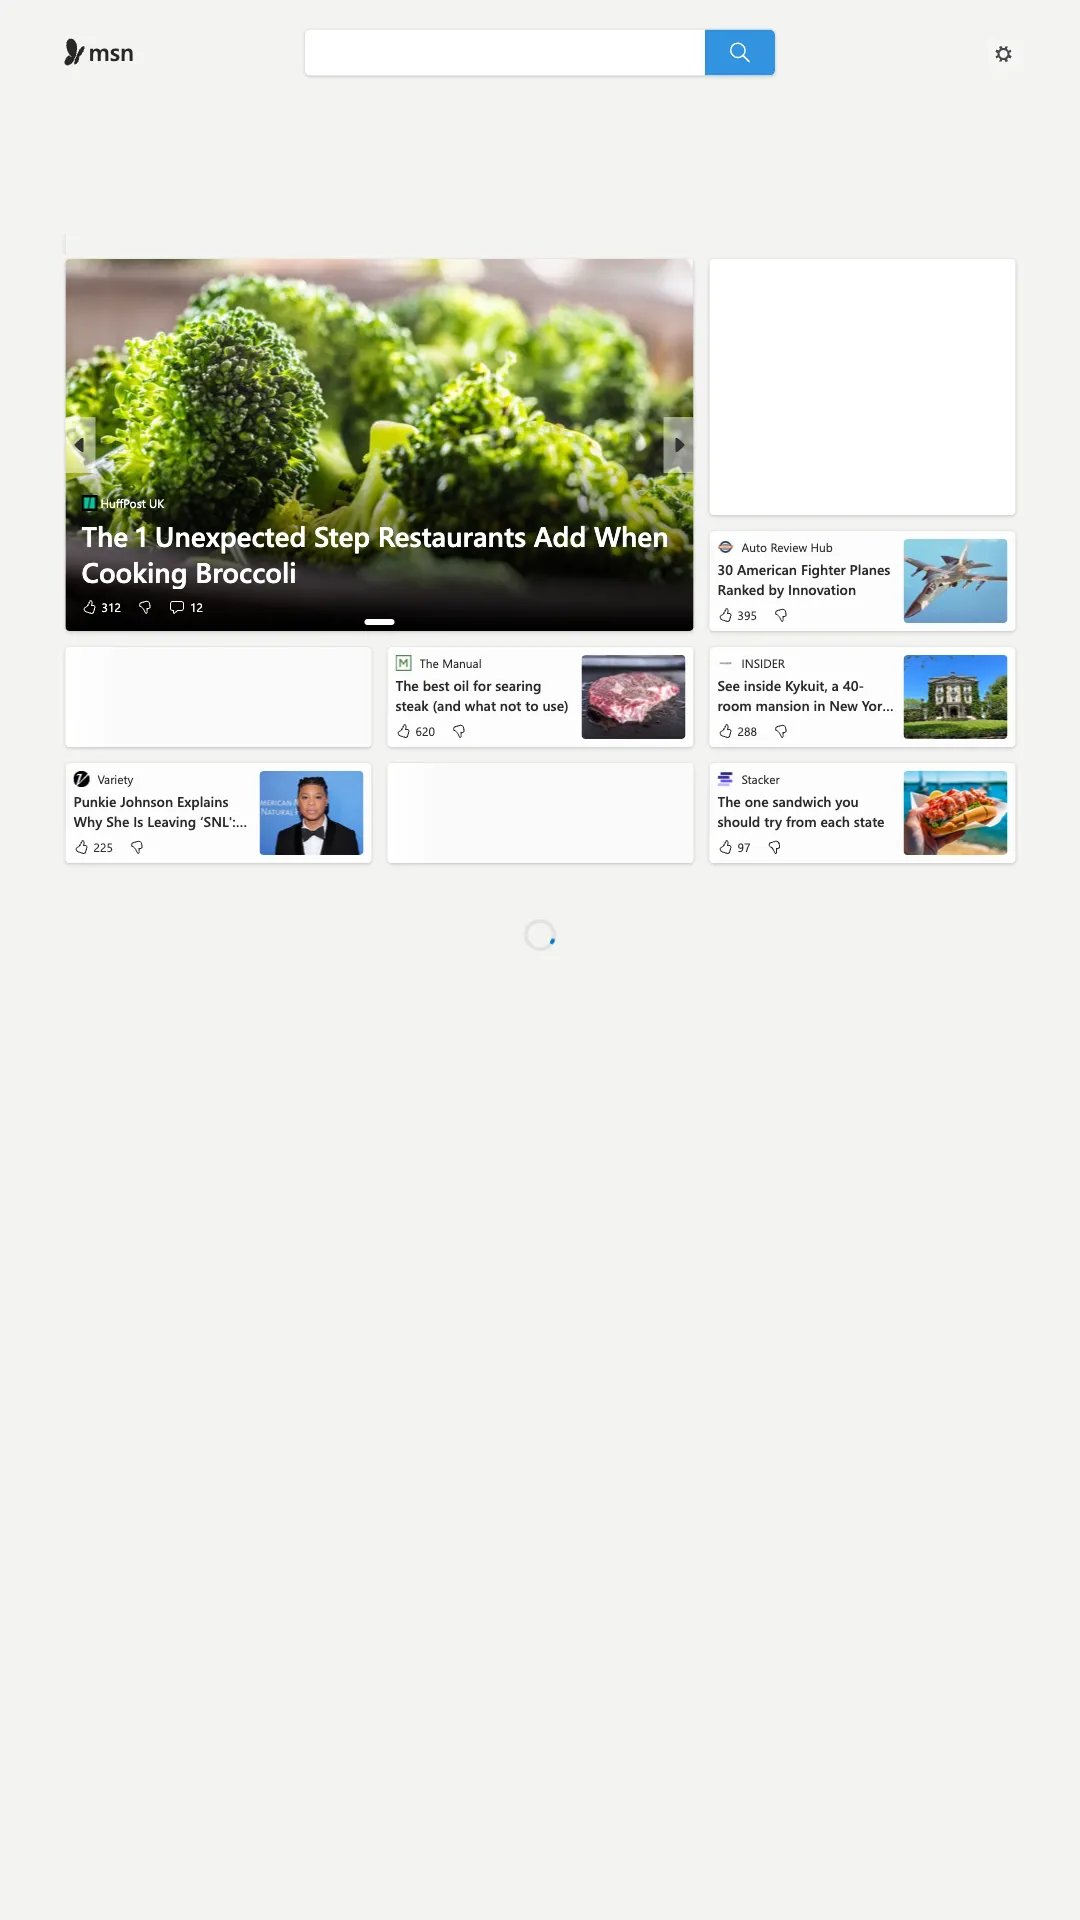 msn
HuffPost UK
The 1 Unexpected Step Restaurants Add When
Cooking Broccoli
312
12
Auto Review Hub
30 American Fighter Planes
Ranked by Innovation
395
The Manual
The best oil for searing
steak (and what not to use)
620
INSIDER
See inside Kykuit, a 40-
room mansion in New Yor...
288
Variety
Punkie Johnson Explains
Why She Is Leaving ‘SNL’:...
225
MERICAN
NATURAL
Stacker
The one sandwich you
should try from each state
97